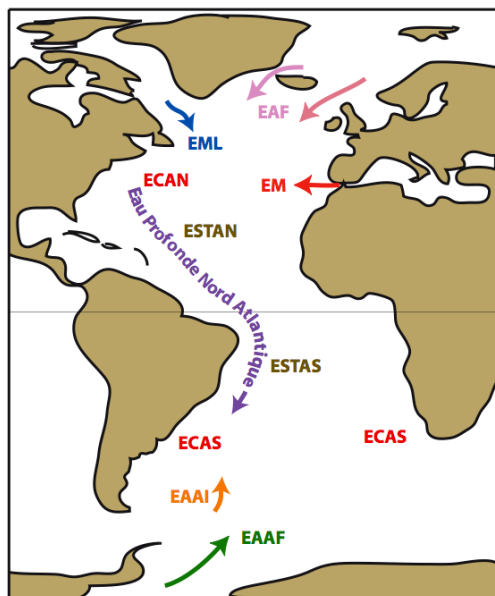 EAF
EML
ECAN
EM
Eau Profonde Nord Atlantique
ESTAN
ESTAS
ECAS
ECAS
EAAI
EAAF